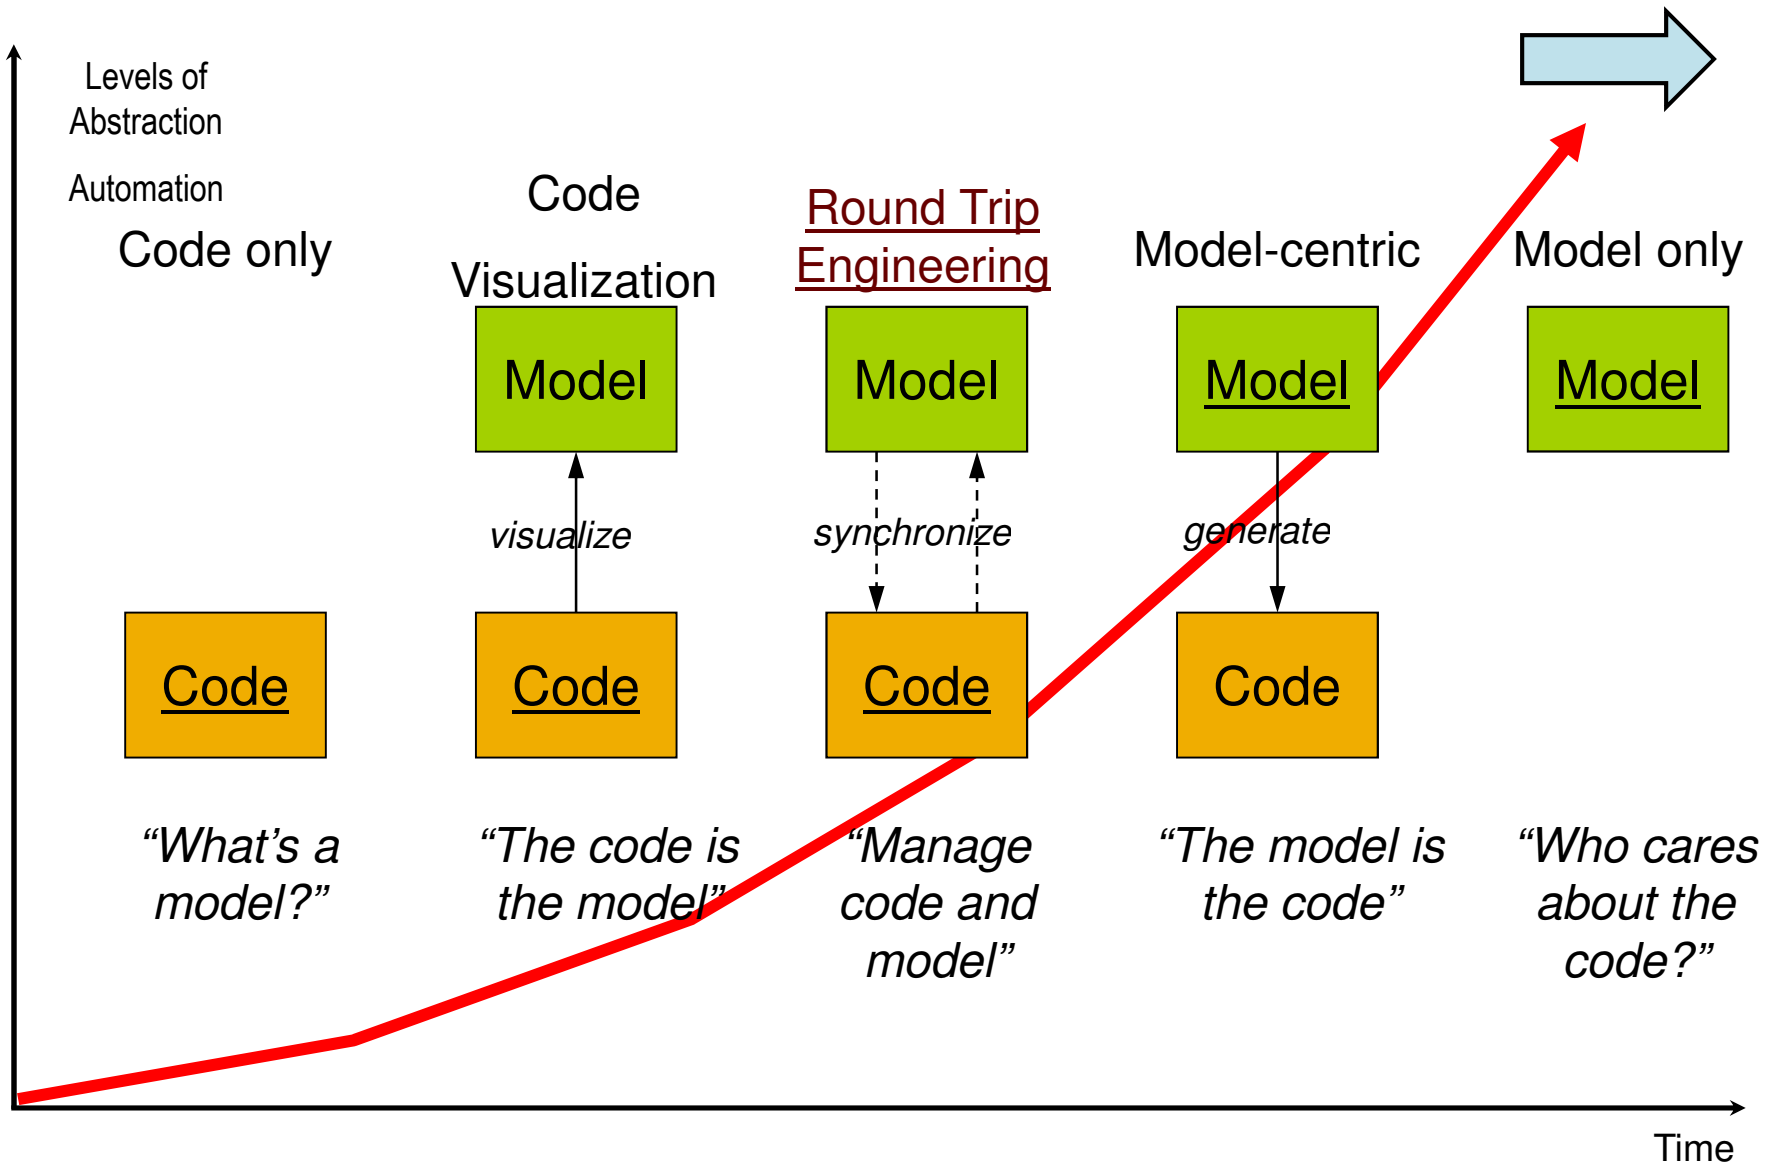 Levels of
Abstraction
Automation
Code only
Code
Visualization
Round Trip
Engineering
Model-centric
Model only
Model
Model
Model
Model
visualize
synchronize
generate
Code
Code
Code
Code
“What’s a
model?”
“The code is
the model”
“Manage
code and
model”
“The model is
the code”
“Who cares
about the
code?”
Time